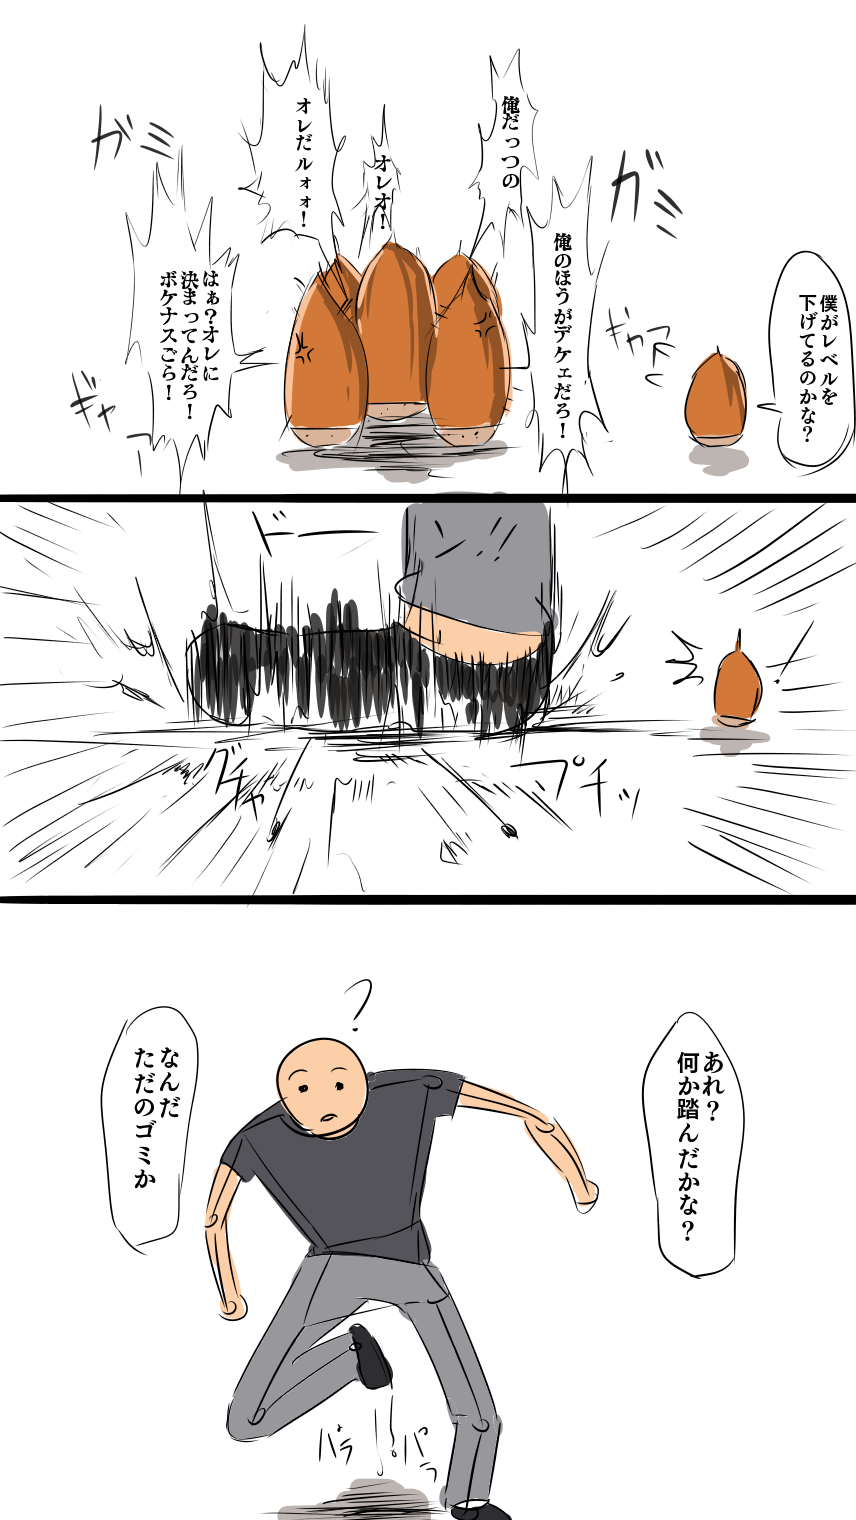 僕がレベルを
下げてるのかな？
ガミ
ギャ
俺のほうがデケェだろ！
俺だっつの
オレオ！
オレだルォォ！
はぁ？オレに
決まってんだろ！
ボケナスごら！
ガミ
ギャ
ドー
プチッ
グチャ
あれ？
何か踏んだかな？
？
なんだ
ただのゴミか
パラ
パラ